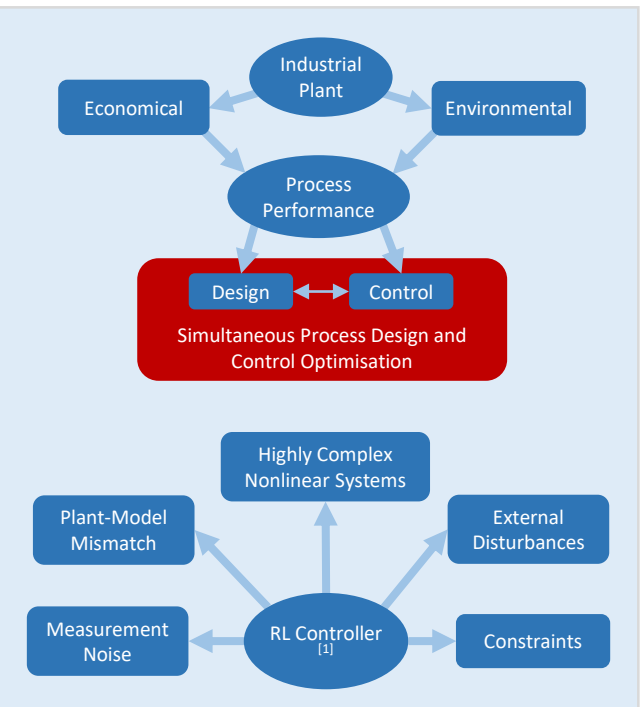 Industrial
Plant
Economical
Environmental
Process
Performance
Design
Control
Simultaneous Process Design and
Control Optimisation
Highly Complex
Nonlinear Systems
Plant-Model
Mismatch
External
Disturbances
Measurement
Noise
RL Controller
[1]
Constraints